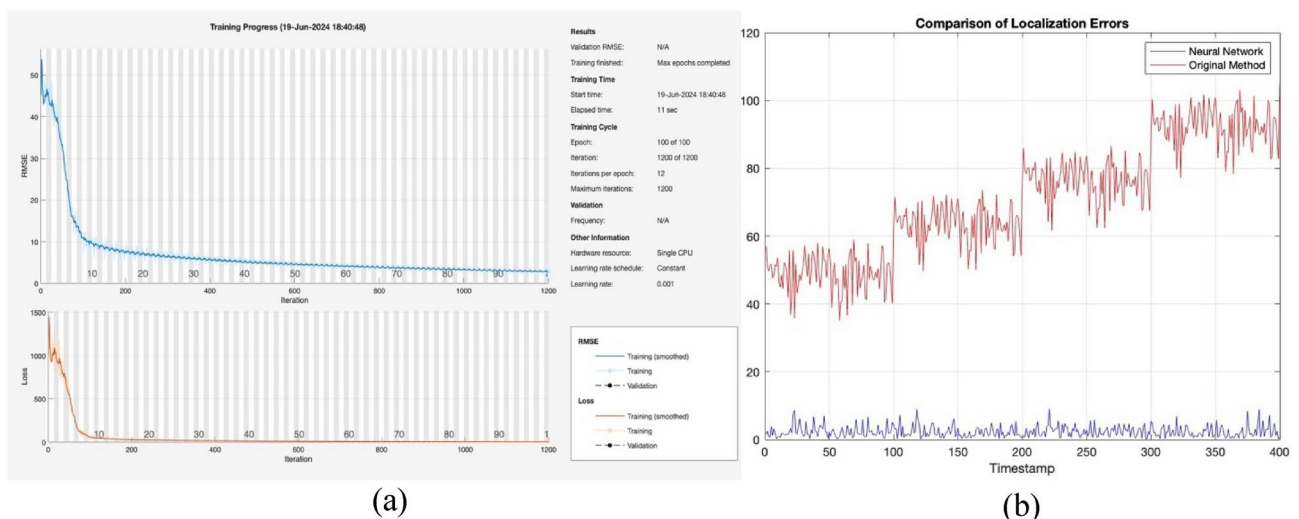 Training Progress (19-Jun-2024 18:40:48)
RMSE
50
40
30
20
10
0
10 20 30 40 50 60 70 80 90 1
0 200 400 600 800 1000 1200
Iteration
Loss
1500
1000
500
0
10 20 30 40 50 60 70 80 90 1
0 200 400 600 800 1000 1200
Iteration
Results
Validation RMSE: N/A
Training finished: Max epochs completed
Training Time
Start time: 19-Jun-2024 18:40:48
Elapsed time: 11 sec
Training Cycle
Epoch: 100 of 100
Iteration: 1200 of 1200
Iterations per epoch: 12
Maximum iterations: 1200
Validation
Frequency: N/A
Other Information
Hardware resource: Single CPU
Learning rate schedule: Constant
Learning rate: 0.001
RMSE
Training (smoothed)
Training
Validation
Loss
Training (smoothed)
Training
Validation
(a)
Comparison of Localization Errors
Neural Network
Original Method
120
100
80
60
40
20
0
0 50 100 150 200 250 300 350 400
Timestamp
(b)